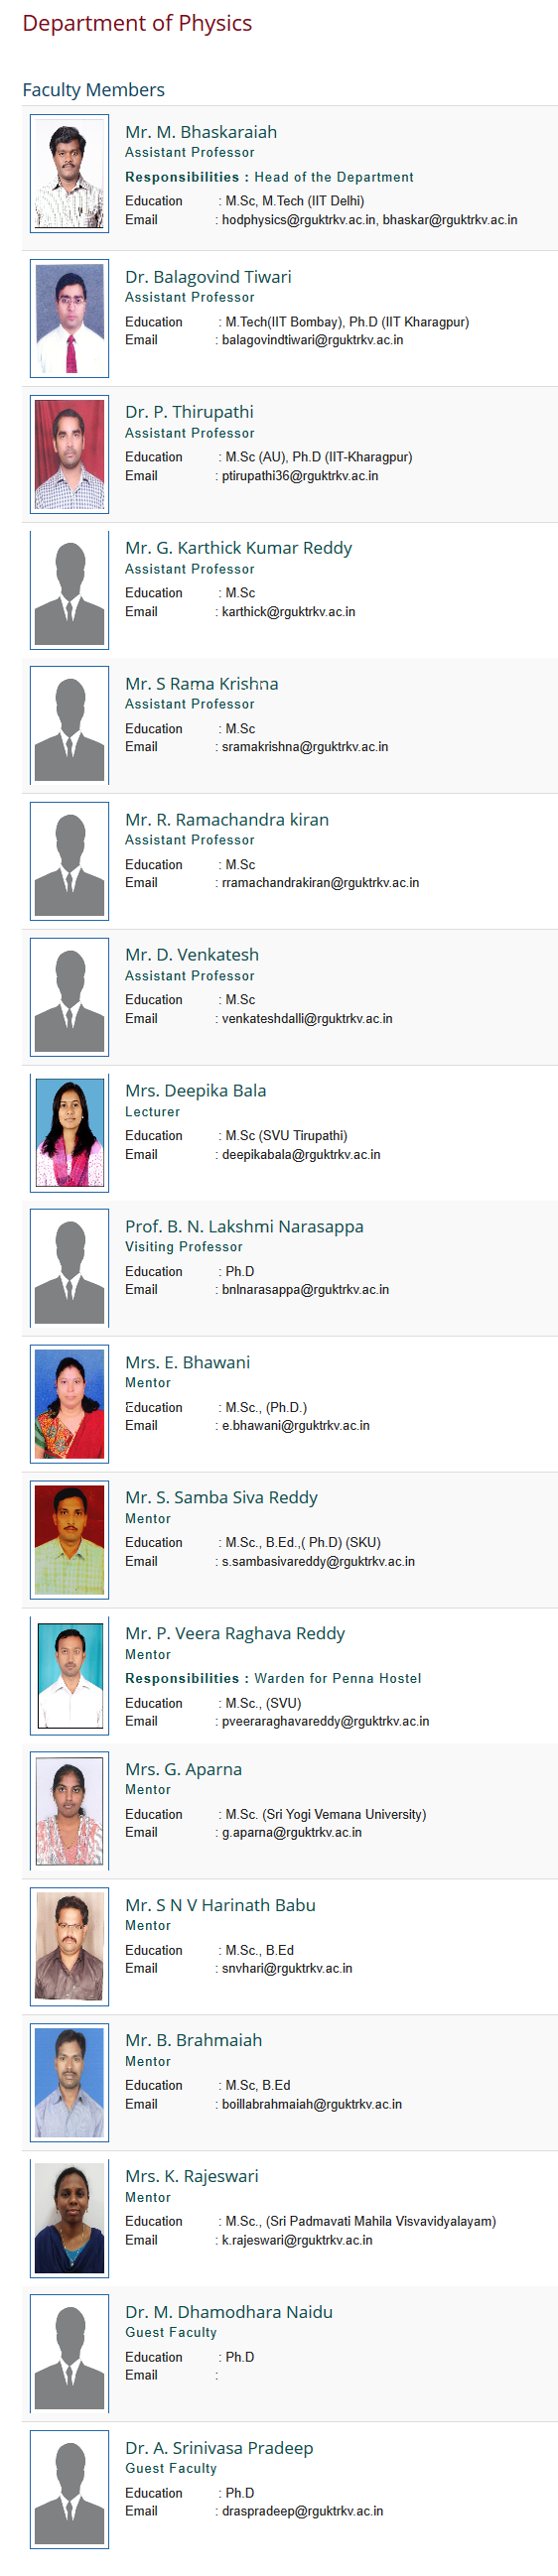 Department of Physics
Faculty Members
Mr. M. Bhaskaraiah
Assistant Professor
Responsibilities : Head of the Department
Education : M.Sc, M.Tech (IIT Delhi)
Email : hodphysics@rguktrkv.ac.in, bhaskar@rguktrkv.ac.in
Dr. Balagovind Tiwari
Assistant Professor
Education : M.Tech(IIT Bombay), Ph.D (IIT Kharagpur)
Email : balagovindtiwari@rguktrkv.ac.in
Dr. P. Thirupathi
Assistant Professor
Education : M.Sc (AU), Ph.D (IIT-Kharagpur)
Email : ptirupathi36@rguktrkv.ac.in
Mr. G. Karthick Kumar Reddy
Assistant Professor
Education : M.Sc
Email : karthick@rguktrkv.ac.in
Mr. S Rama Krishna
Assistant Professor
Education : M.Sc
Email : sramakrishna@rguktrkv.ac.in
Mr. R. Ramachandra kiran
Assistant Professor
Education : M.Sc
Email : rramachandrakiran@rguktrkv.ac.in
Mr. D. Venkatesh
Assistant Professor
Education : M.Sc
Email : venkateshdalli@rguktrkv.ac.in
Mrs. Deepika Bala
Lecturer
Education : M.Sc (SVU Tirupathi)
Email : deepikabala@rguktrkv.ac.in
Prof. B. N. Lakshmi Narasappa
Visiting Professor
Education : Ph.D
Email : bnlnarasappa@rguktrkv.ac.in
Mrs. E. Bhawani
Mentor
Education : M.Sc., (Ph.D.)
Email : e.bhawani@rguktrkv.ac.in
Mr. S. Samba Siva Reddy
Mentor
Education : M.Sc., B.Ed.,( Ph.D) (SKU)
Email : s.sambasivareddy@rguktrkv.ac.in
Mr. P. Veera Raghava Reddy
Mentor
Responsibilities : Warden for Penna Hostel
Education : M.Sc., (SVU)
Email : pveeraraghavareddy@rguktrkv.ac.in
Mrs. G. Aparna
Mentor
Education : M.Sc. (Sri Yogi Vemana University)
Email : g.aparna@rguktrkv.ac.in
Mr. S N V Harinath Babu
Mentor
Education : M.Sc., B.Ed
Email : snvhari@rguktrkv.ac.in
Mr. B. Brahmaiah
Mentor
Education : M.Sc, B.Ed
Email : boillabrahmaiah@rguktrkv.ac.in
Mrs. K. Rajeswari
Mentor
Education : M.Sc., (Sri Padmavati Mahila Visvavidyalayam)
Email : k.rajeswari@rguktrkv.ac.in
Dr. M. Dhamodhara Naidu
Guest Faculty
Education : Ph.D
Email :
Dr. A. Srinivasa Pradeep
Guest Faculty
Education : Ph.D
Email : draspradeep@rguktrkv.ac.in